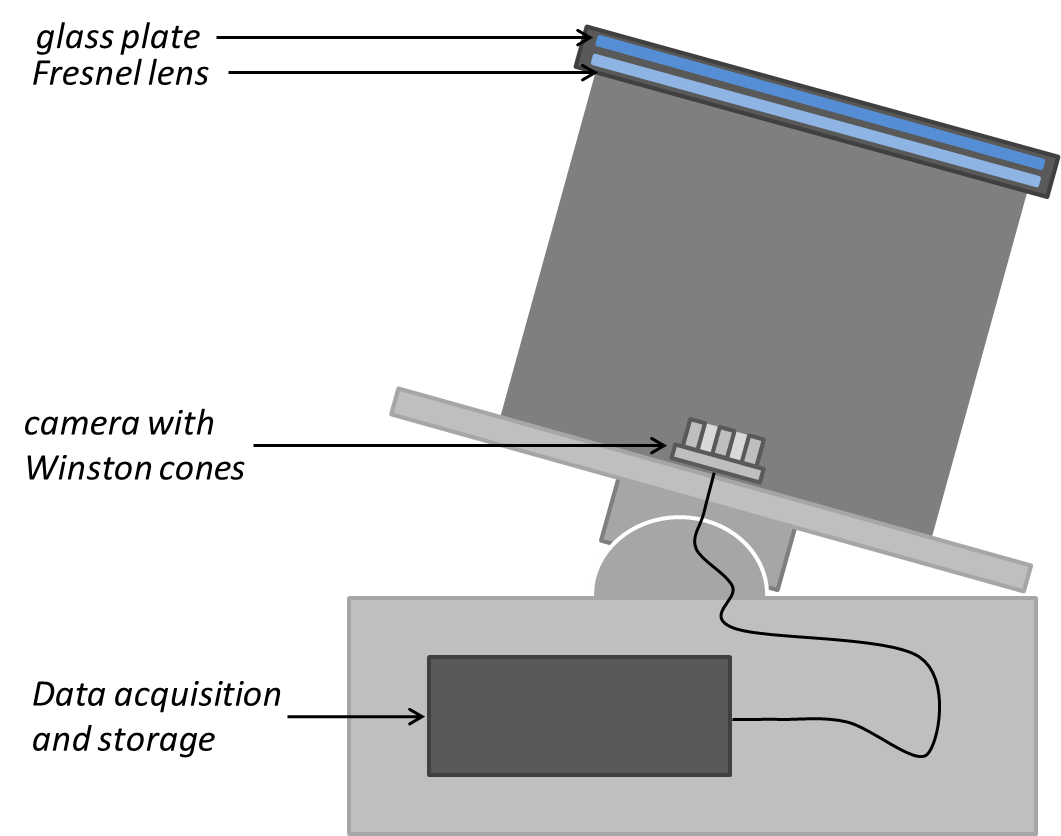 glass plate
Fresnel lens
camera with
Winston cones
Data acquisition
and storage